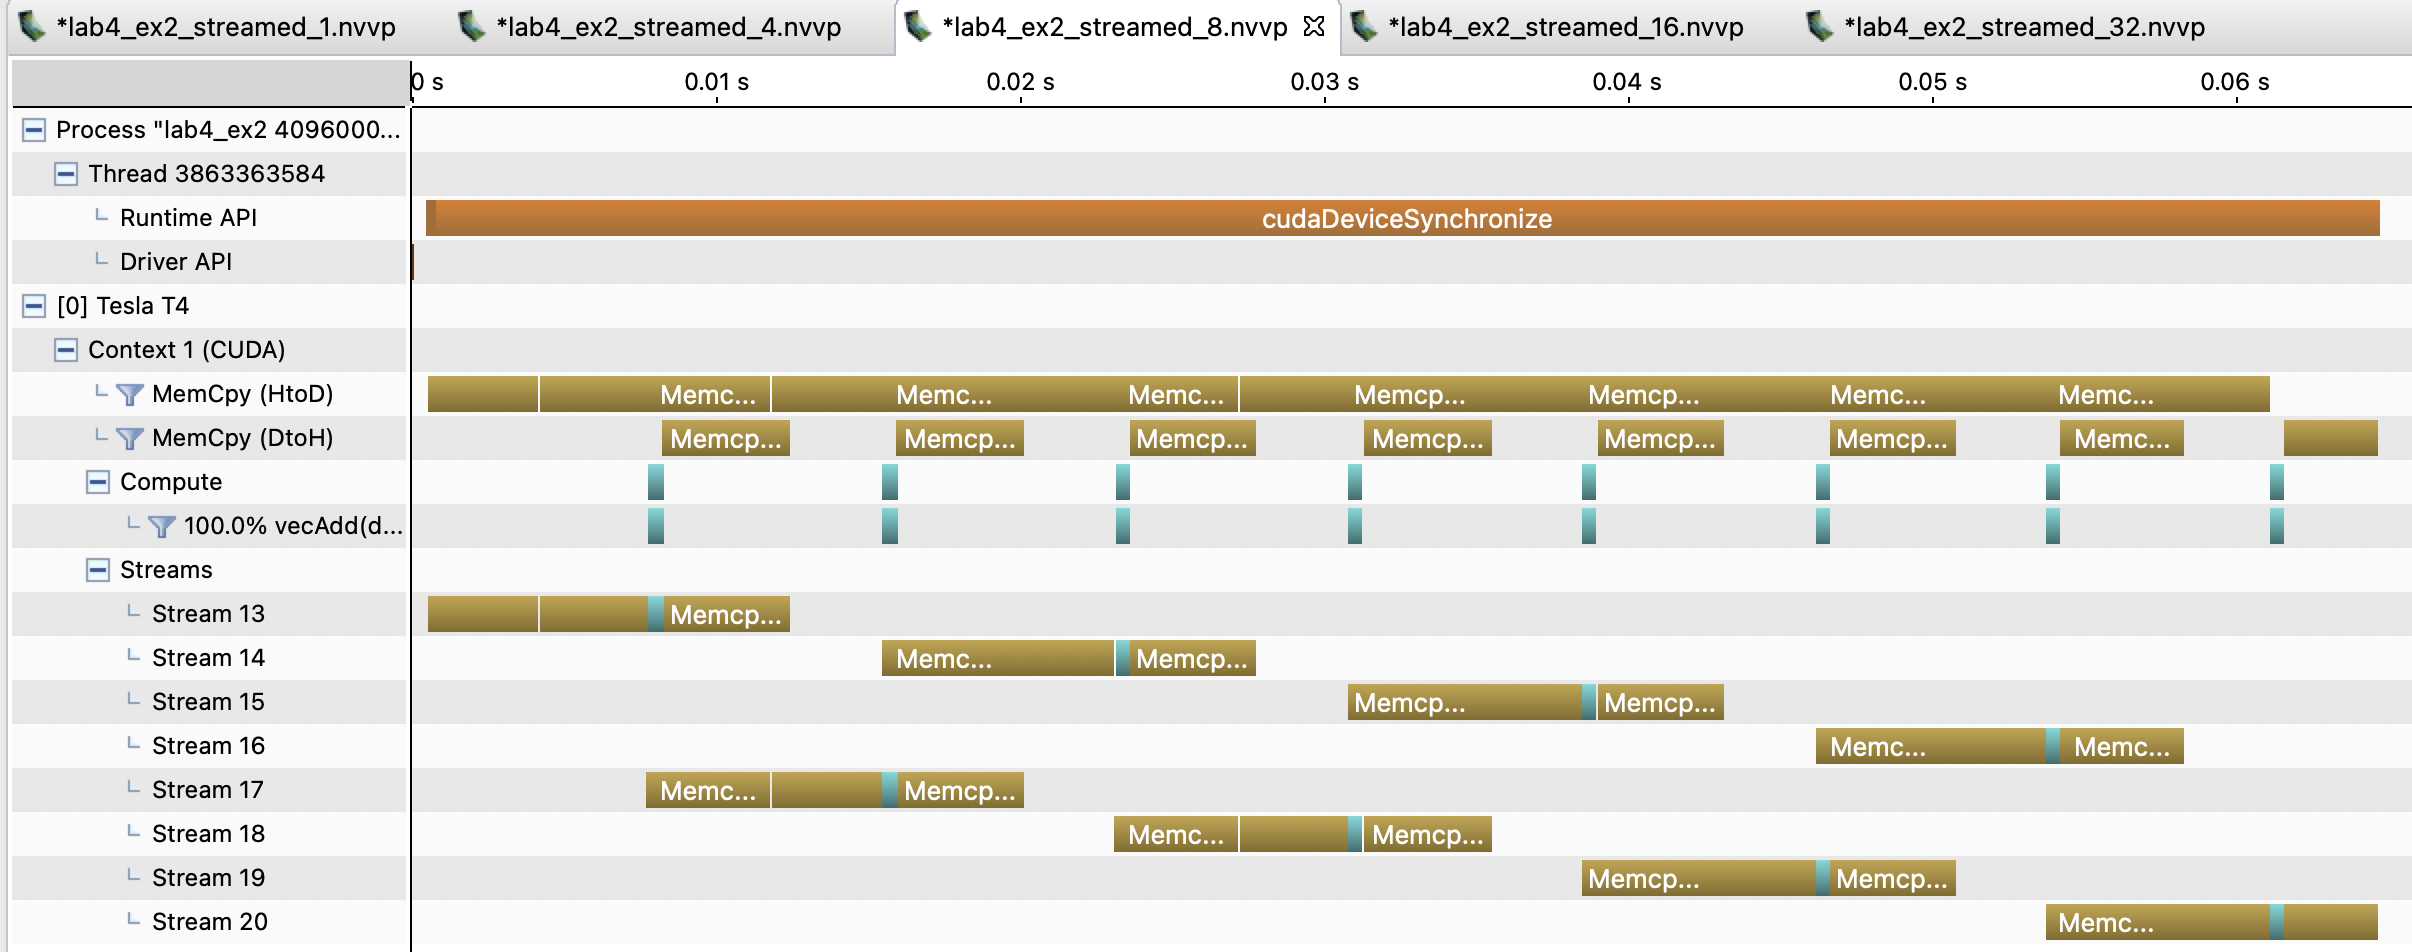 *lab4_ex2_streamed_1.nvvp *lab4_ex2_streamed_4.nvvp *lab4_ex2_streamed_8.nvvp *lab4_ex2_streamed_16.nvvp *lab4_ex2_streamed_32.nvvp
0 s 0.01 s 0.02 s 0.03 s 0.04 s 0.05 s 0.06 s
Process "lab4_ex2 4096000...
Thread 3863363584
Runtime API cudaDeviceSynchronize
Driver API
[0] Tesla T4
Context 1 (CUDA)
MemCpy (HtoD) Memc... Memc... Memc... Memcp... Memcp... Memc... Memc...
MemCpy (DtoH) Memcp... Memcp... Memcp... Memcp... Memcp... Memcp... Memc...
Compute
100.0% vecAdd(d...
Streams
Stream 13 Memcp...
Stream 14 Memc... Memcp...
Stream 15 Memcp... Memcp...
Stream 16 Memc... Memc...
Stream 17 Memc... Memcp...
Stream 18 Memc... Memcp...
Stream 19 Memcp... Memcp...
Stream 20 Memc...